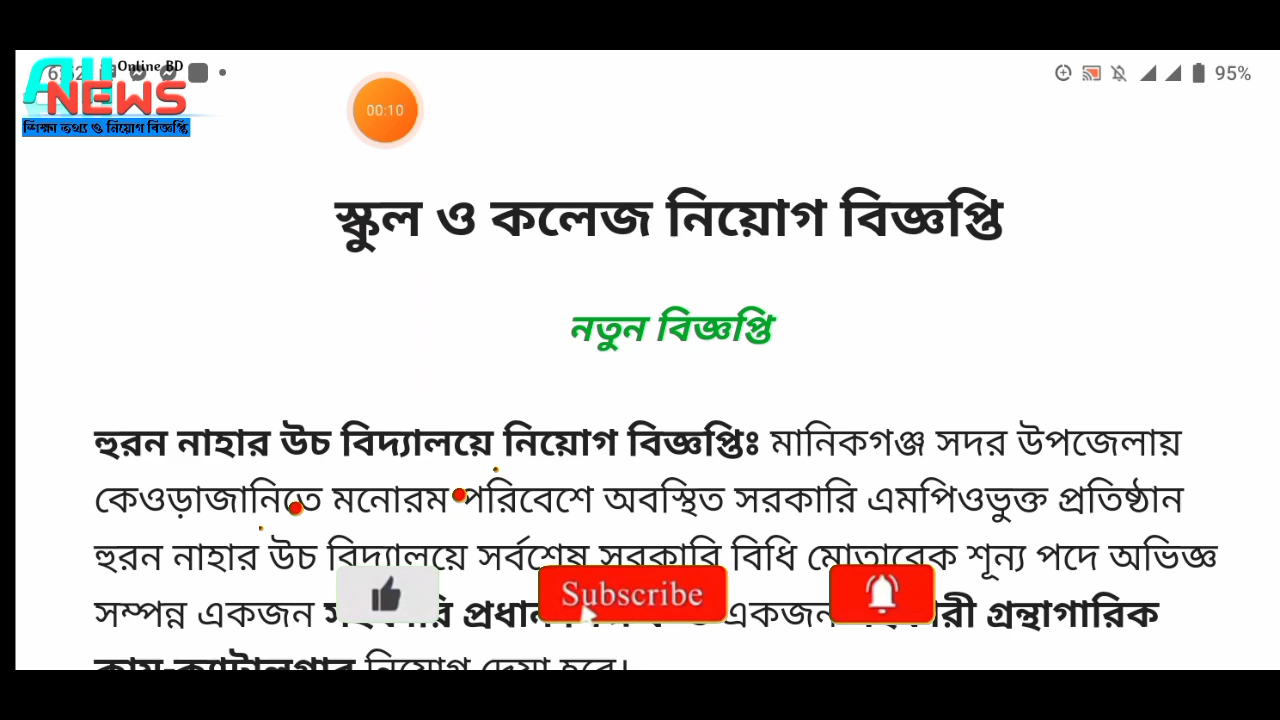 Online BD
NEWS
শিক্ষা তথ্য ও নিয়োগ বিজ্ঞপ্তি
00:10
95%
স্কুল ও কলেজ নিয়োগ বিজ্ঞপ্তি
নতুন বিজ্ঞপ্তি
হুরন নাহার উচ বিদ্যালয়ে নিয়োগ বিজ্ঞপ্তিঃ মানিকগঞ্জ সদর উপজেলায়
কেওড়াজানিতে মনোরম পরিবেশে অবস্থিত সরকারি এমপিওভুক্ত প্রতিষ্ঠান
হুরন নাহার উচ বিদ্যালয়ে সর্বশেষ সরকারি বিধি মোতাবেক শূন্য পদে অভিজ্ঞ
সম্পন্ন একজন একজন গ্রন্থাগারিক
Subscribe
কাম-ক্যাটালগার নিয়োগ দেয়া হবে।